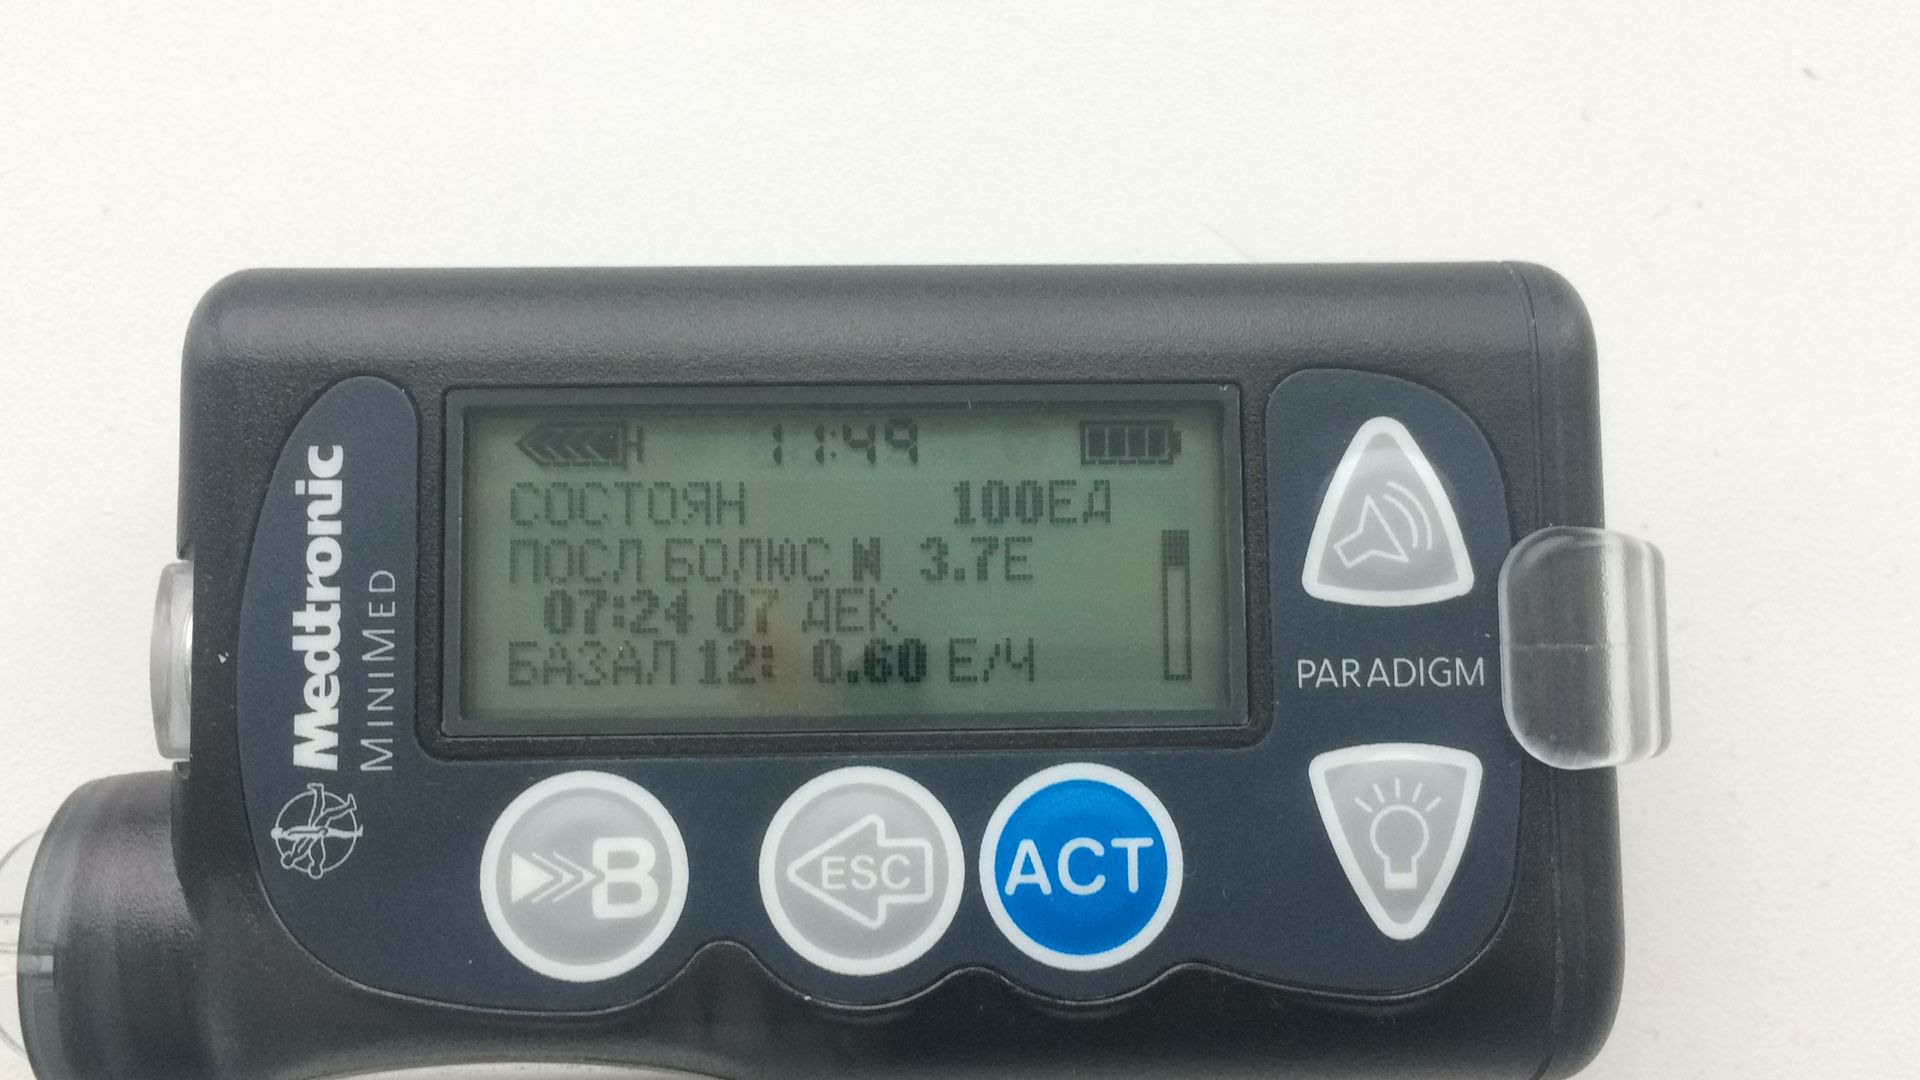 Medtronic
MINIMED
11:49
СОСТОЯН 100ЕД
ПОСЛ БОЛЮС N 3.7Е
07:24 07 ДЕК
БАЗАЛ 12: 0.60 Е/Ч
PARADIGM
B
ESC
ACT